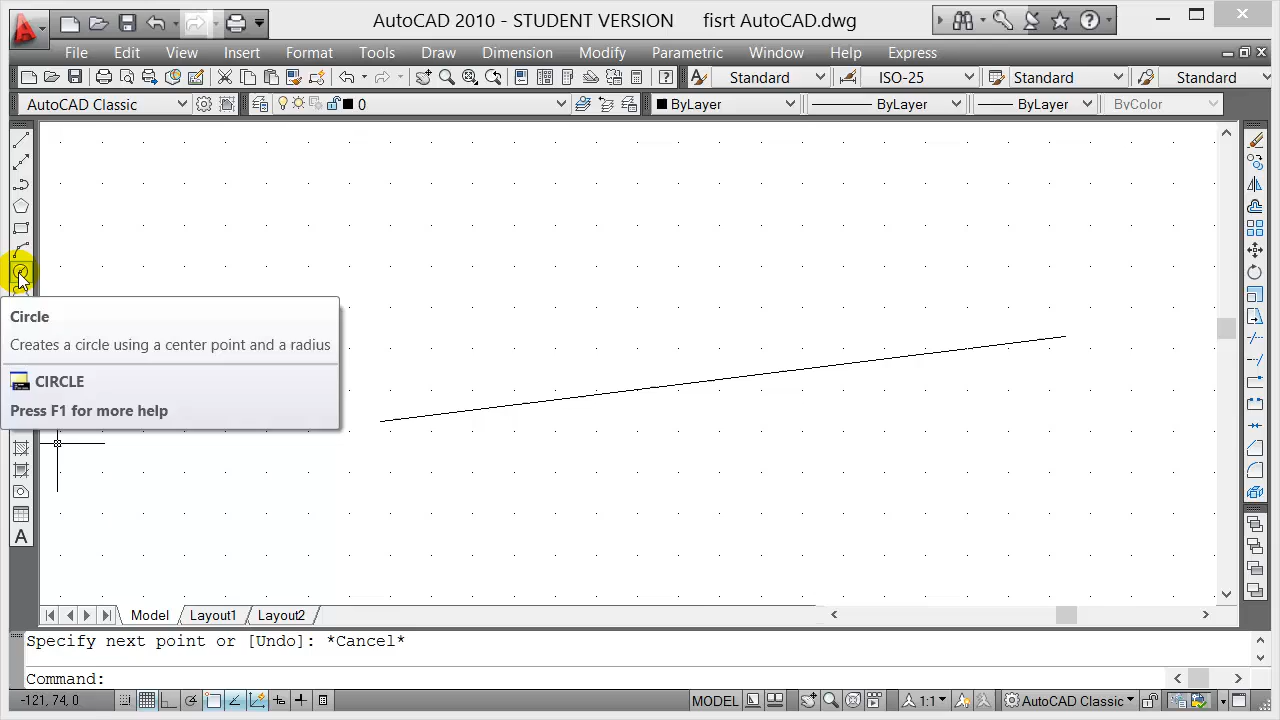 AutoCAD 2010 - STUDENT VERSION fisrt AutoCAD.dwg
File Edit View Insert Format Tools Draw Dimension Modify Parametric Window Help Express
Standard ISO-25 Standard Standard
AutoCAD Classic 0 ByLayer ByLayer ByLayer ByColor
Circle
Creates a circle using a center point and a radius
CIRCLE
Press F1 for more help
A
Model Layout1 Layout2
Specify next point or [Undo]: *Cancel*
Command:
-121, 74, 0 MODEL 1:1 AutoCAD Classic